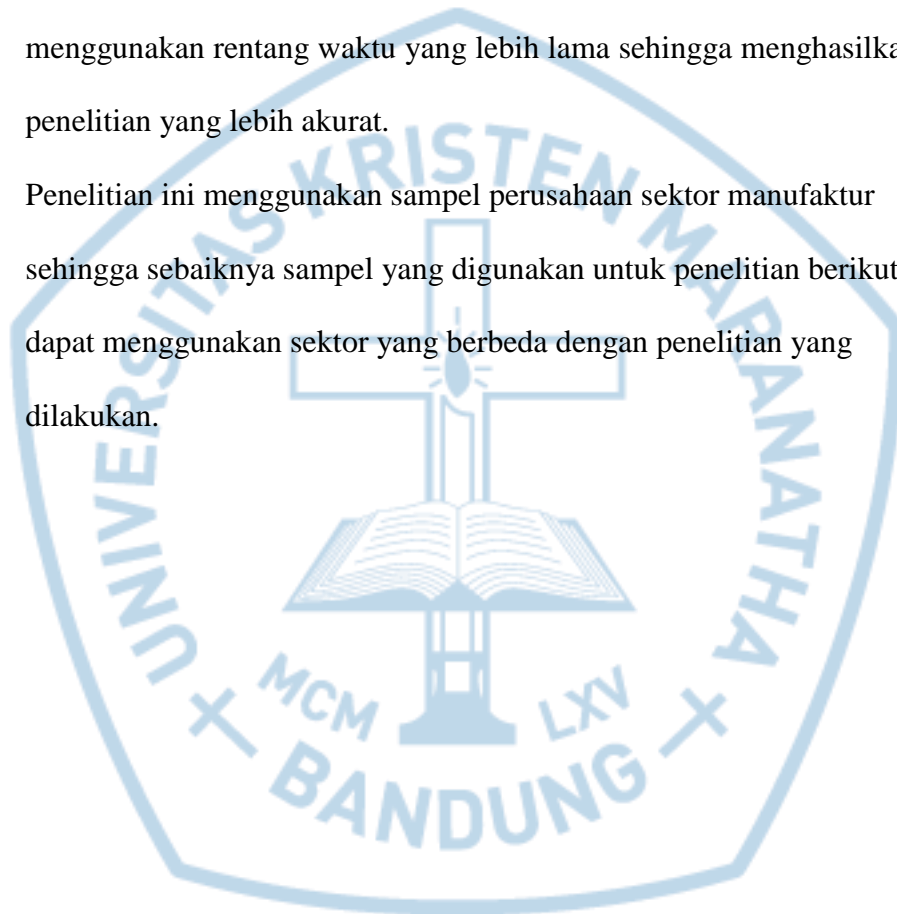 menggunakan rentang waktu yang lebih lama sehingga menghasilka
penelitian yang lebih akurat.
Penelitian ini menggunakan sampel perusahaan sektor manufaktur
sehingga sebaiknya sampel yang digunakan untuk penelitian berikut
dapat menggunakan sektor yang berbeda dengan penelitian yang
dilakukan.
UNIVERSITAS KRISTEN MARANATHA
MCM LXV
BANDUNG